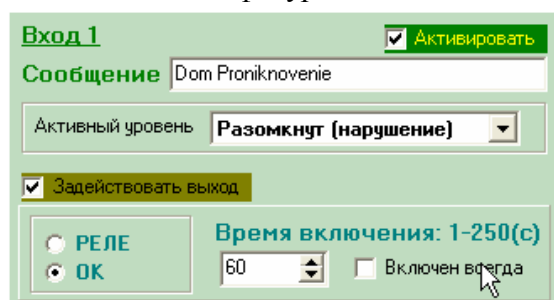 Вход 1
Активировать
Сообщение Dom Proniknovenie
Активный уровень Разомкнут (нарушение)
Задействовать выход
РЕЛЕ
ОК
Время включения: 1-250(с)
60
Включен всегда